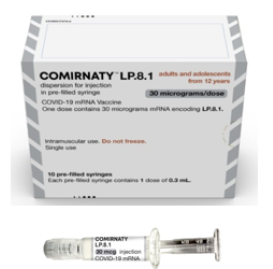 COMIRNATY™ LP.8.1
adults and adolescents
from 12 years
dispersion for injection
in pre-filled syringe
30 micrograms/dose
COVID-19 mRNA Vaccine
One dose contains 30 micrograms mRNA encoding LP.8.1.
Intramuscular use. Do not freeze.
Single use
10 pre-filled syringes
Each pre-filled syringe contains 1 dose of 0.3 mL.
COMIRNATY
LP.8.1
30 mcg injection
COVID-19 mRNA